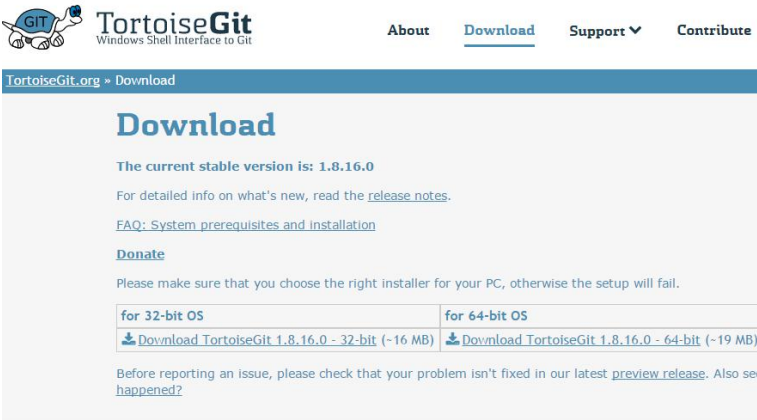 GIT
TortoiseGit
Windows Shell Interface to Git
About Download Support Contribute
TortoiseGit.org » Download
Download
The current stable version is: 1.8.16.0
For detailed info on what's new, read the release notes.
FAQ: System prerequisites and installation
Donate
Please make sure that you choose the right installer for your PC, otherwise the setup will fail.
for 32-bit OS for 64-bit OS
Download TortoiseGit 1.8.16.0 - 32-bit (~16 MB) Download TortoiseGit 1.8.16.0 - 64-bit (~19 MB)
Before reporting an issue, please check that your problem isn't fixed in our latest preview release. Also
happened?